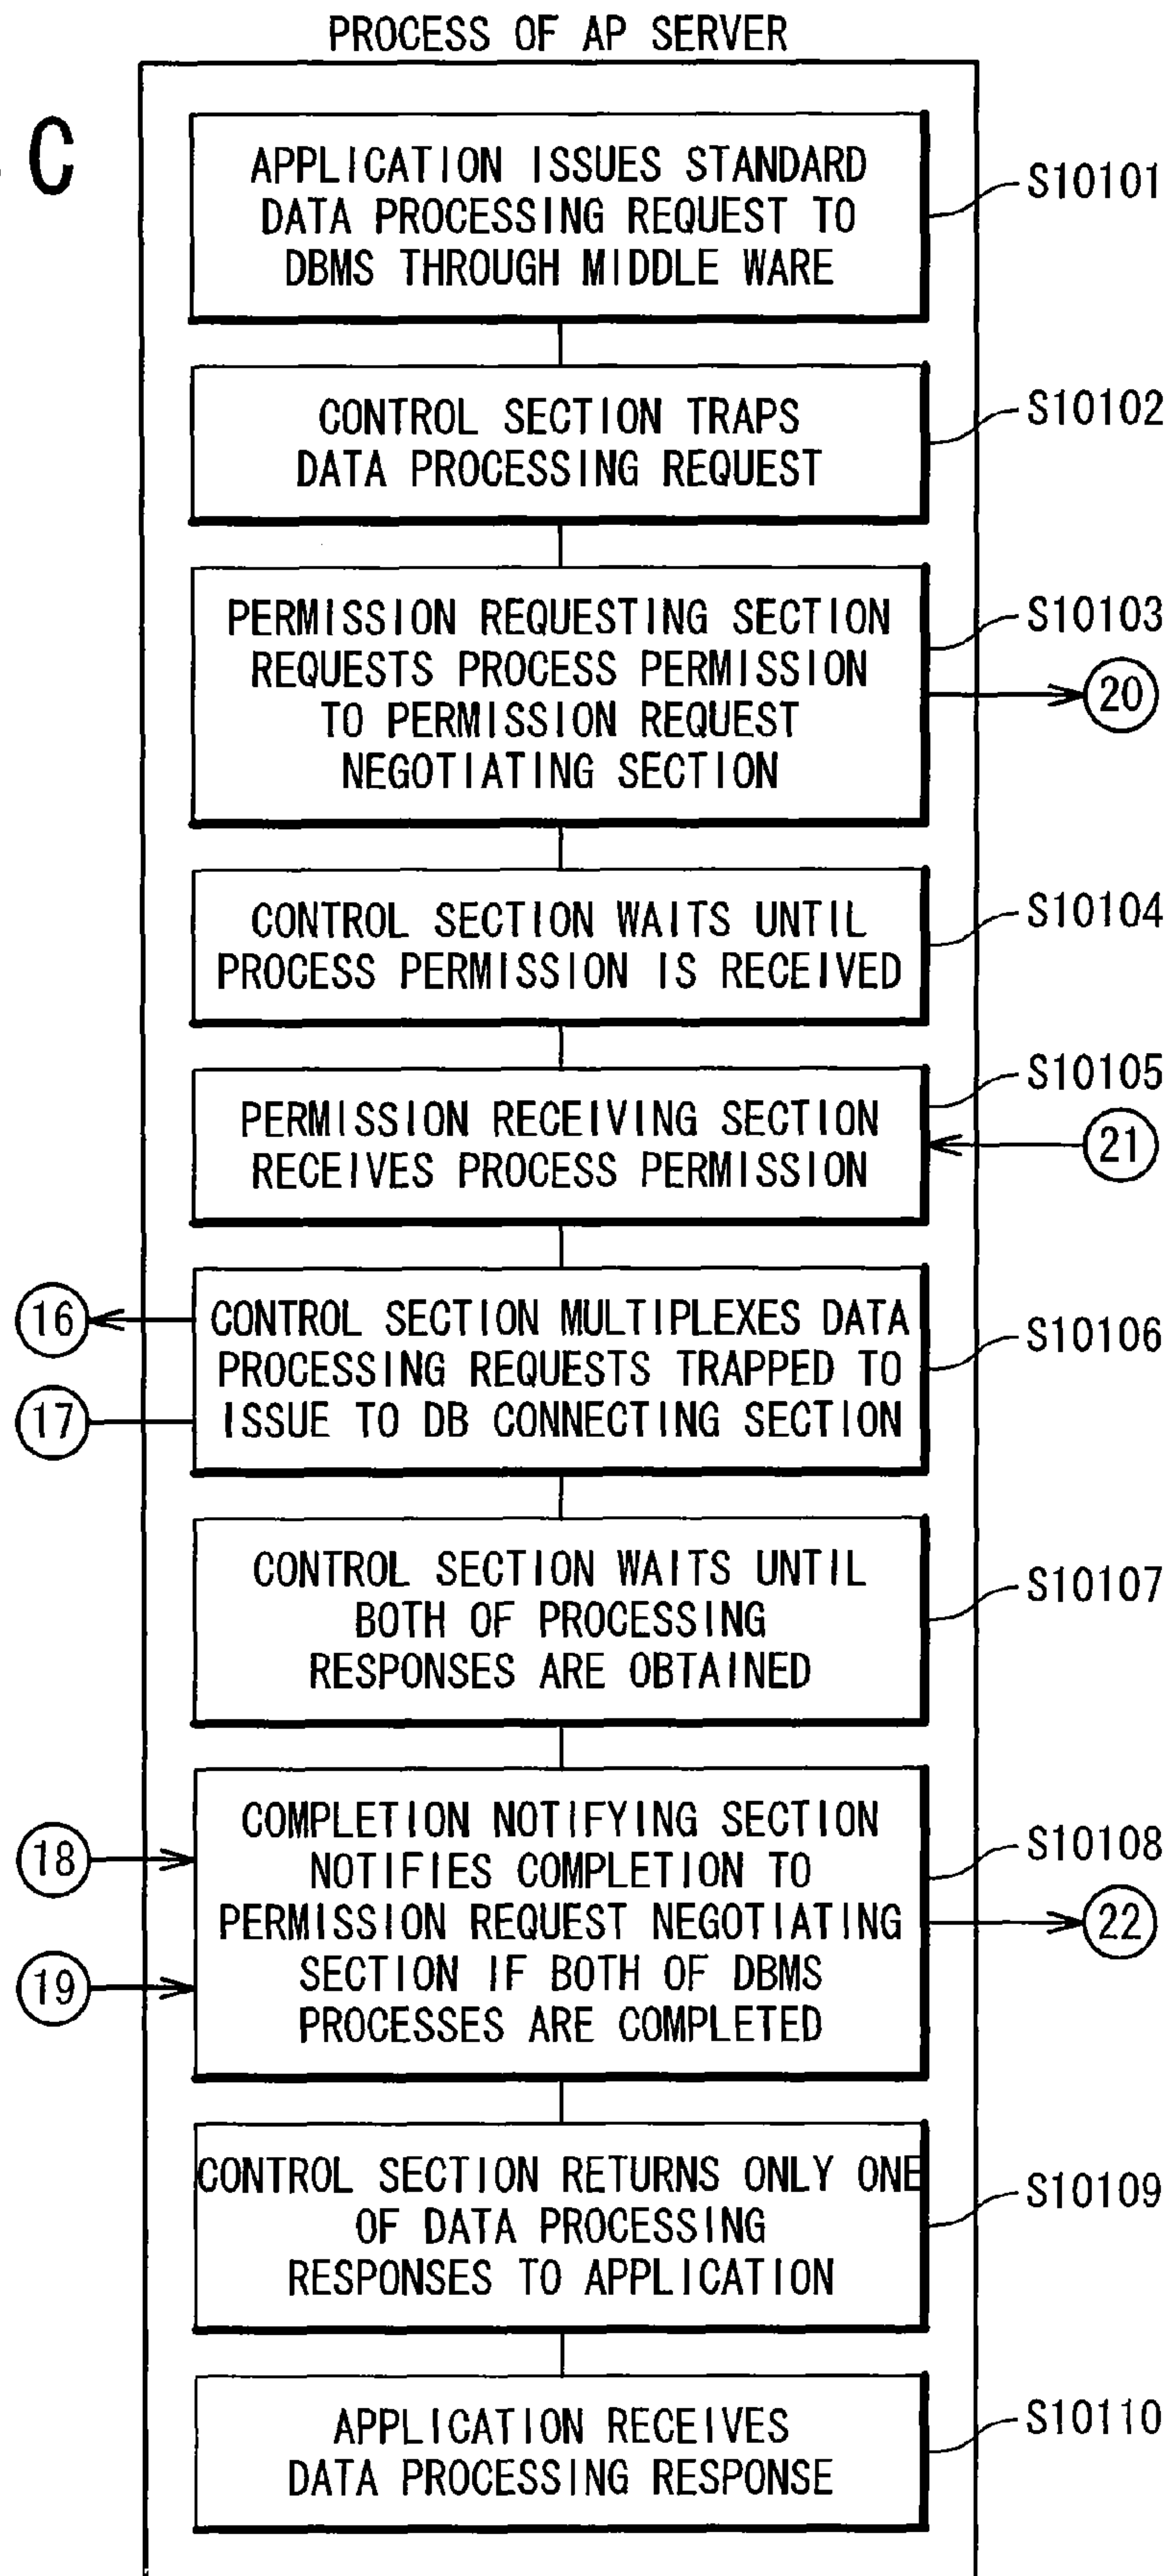 PROCESS OF AP SERVER
C
APPLICATION ISSUES STANDARD
DATA PROCESSING REQUEST TO
DBMS THROUGH MIDDLE WARE
S10101
CONTROL SECTION TRAPS
DATA PROCESSING REQUEST
S10102
PERMISSION REQUESTING SECTION
REQUESTS PROCESS PERMISSION
TO PERMISSION REQUEST
NEGOTIATING SECTION
S10103
20
CONTROL SECTION WAITS UNTIL
PROCESS PERMISSION IS RECEIVED
S10104
PERMISSION RECEIVING SECTION
RECEIVES PROCESS PERMISSION
S10105
21
16
17
CONTROL SECTION MULTIPLEXES DATA
PROCESSING REQUESTS TRAPPED TO
ISSUE TO DB CONNECTING SECTION
S10106
CONTROL SECTION WAITS UNTIL
BOTH OF PROCESSING
RESPONSES ARE OBTAINED
S10107
18
19
COMPLETION NOTIFYING SECTION
NOTIFIES COMPLETION TO
PERMISSION REQUEST NEGOTIATING
SECTION IF BOTH OF DBMS
PROCESSES ARE COMPLETED
S10108
22
CONTROL SECTION RETURNS ONLY ONE
OF DATA PROCESSING
RESPONSES TO APPLICATION
S10109
APPLICATION RECEIVES
DATA PROCESSING RESPONSE
S10110